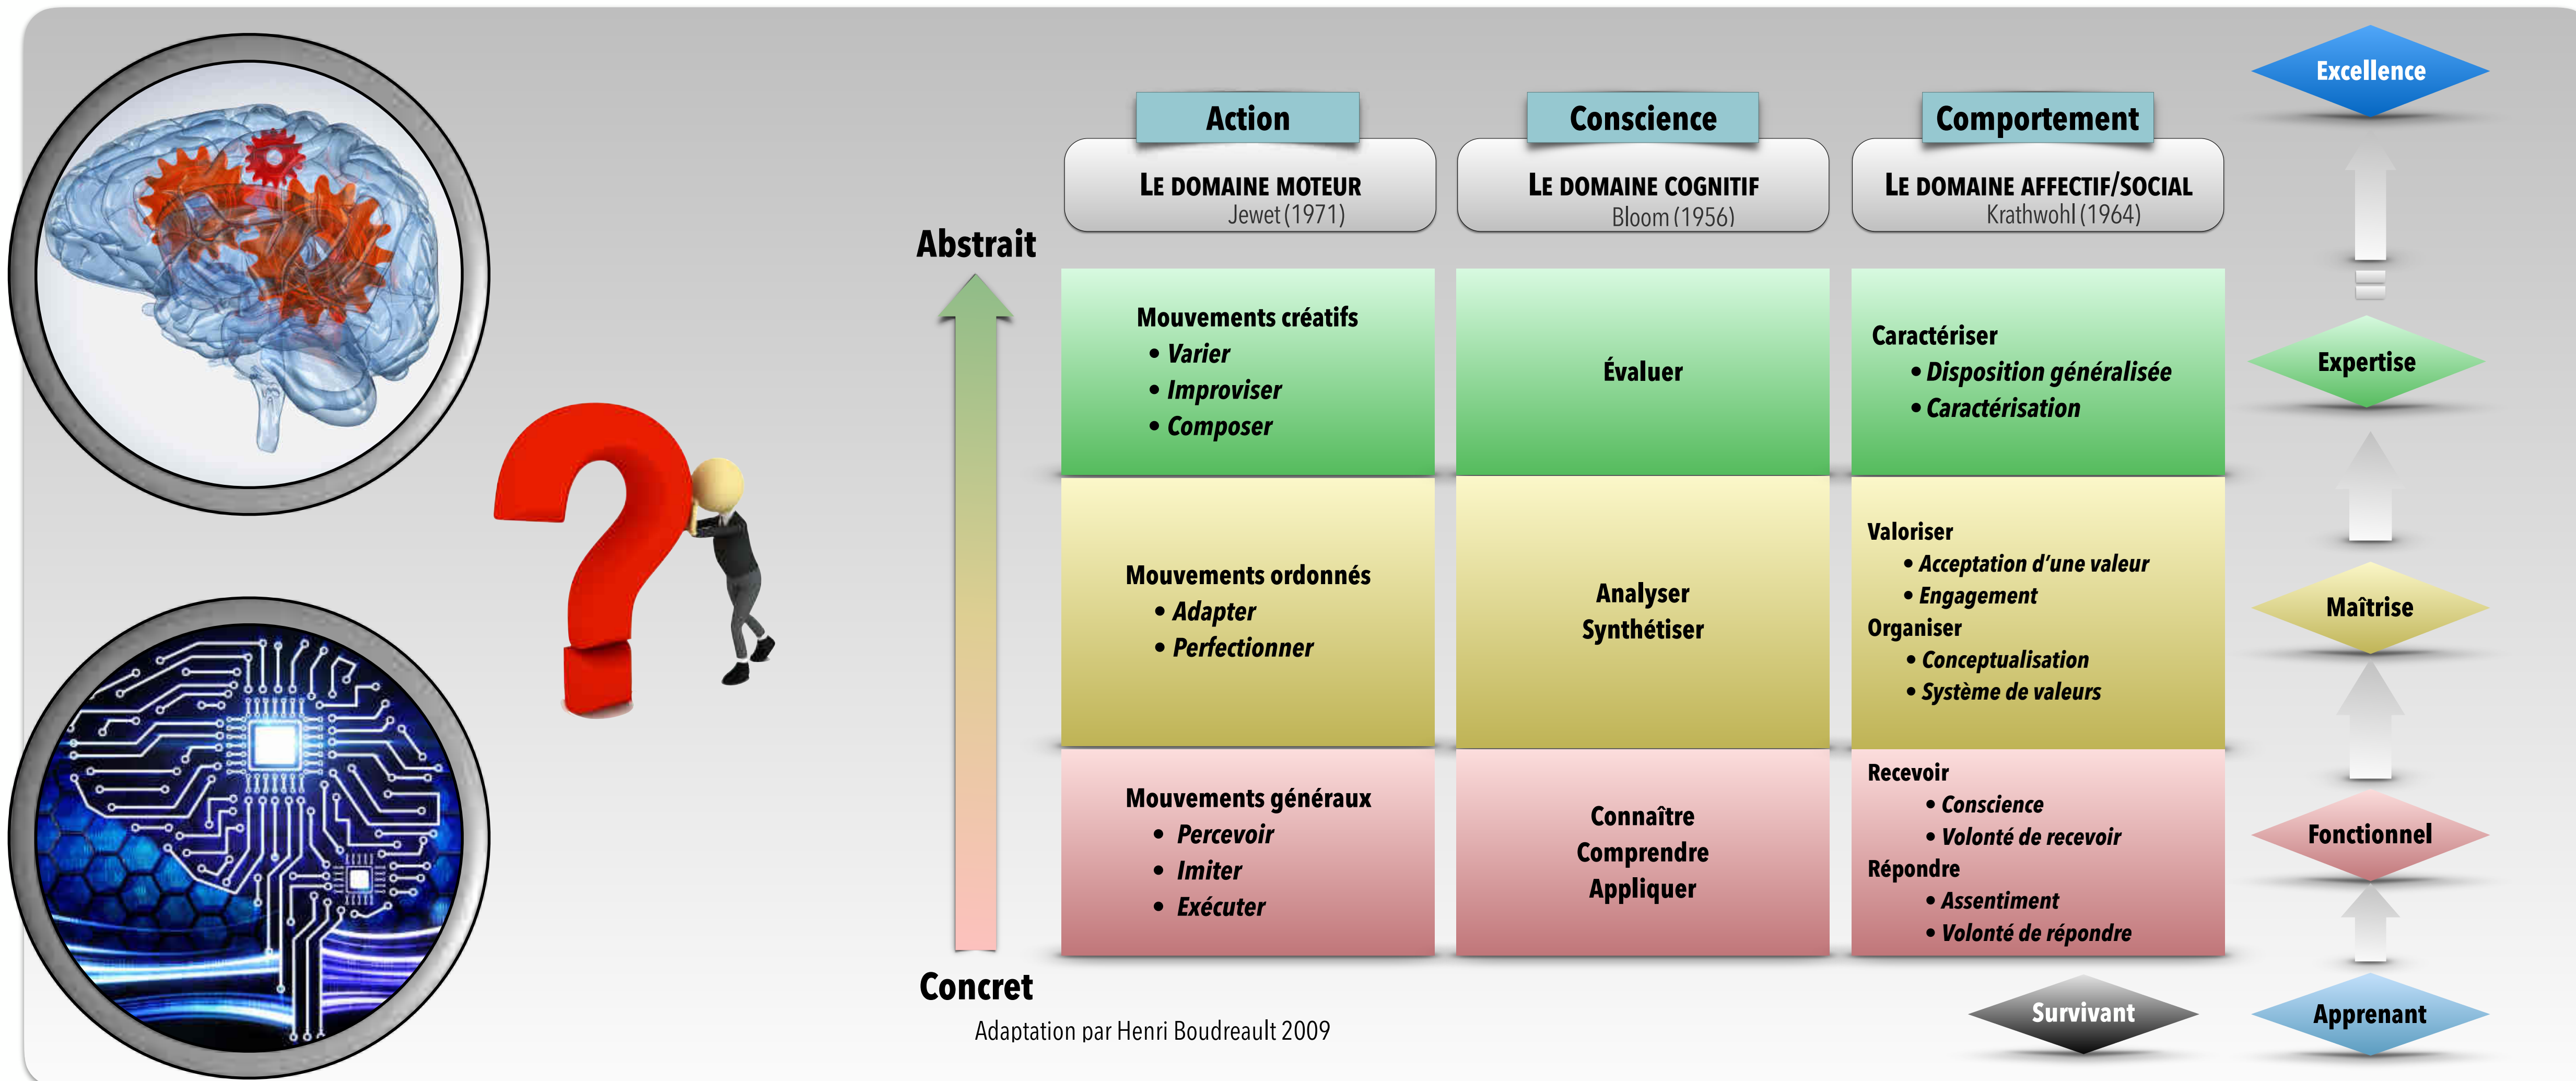 Action
LE DOMAINE MOTEUR
Jewet (1971)
Conscience
LE DOMAINE COGNITIF
Bloom (1956)
Comportement
LE DOMAINE AFFECTIF/SOCIAL
Krathwohl (1964)
Abstrait
Mouvements créatifs
• Varier
• Improviser
• Composer
Évaluer
Caractériser
• Disposition généralisée
• Caractérisation
Mouvements ordonnés
• Adapter
• Perfectionner
Analyser
Synthétiser
Valoriser
• Acceptation d’une valeur
• Engagement
Organiser
• Conceptualisation
• Système de valeurs
Mouvements généraux
• Percevoir
• Imiter
• Exécuter
Connaître
Comprendre
Appliquer
Recevoir
• Conscience
• Volonté de recevoir
Répondre
• Assentiment
• Volonté de répondre
Concret
Adaptation par Henri Boudreault 2009
Excellence
Expertise
Maîtrise
Fonctionnel
Survivant
Apprenant